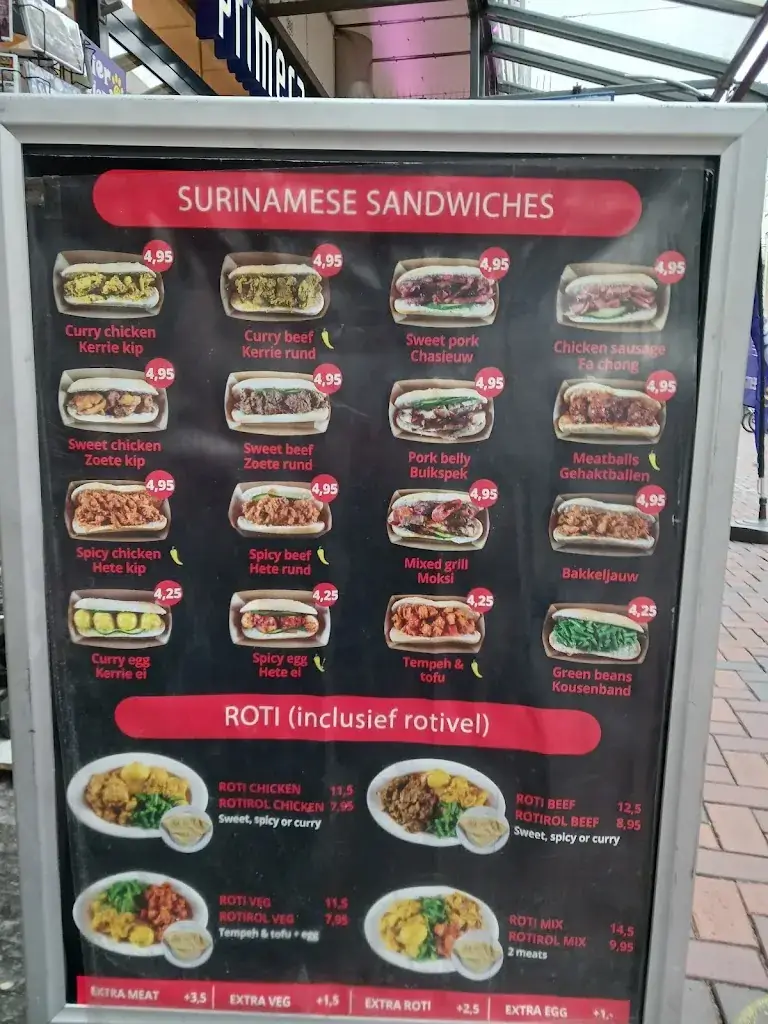 primera
SURINAMESE SANDWICHES
4,95
4,95
4,95
4,95
Curry chicken
Kerrie kip
Curry beef
Kerrie rund
Sweet pork
Chasieuw
Chicken sausage
Fa chong
4,95
4,95
4,95
4,95
Sweet chicken
Zoete kip
Sweet beef
Zoete rund
Pork belly
Buikspek
Meatballs
Gehaktballen
4,95
4,95
4,95
4,95
Spicy chicken
Hete kip
Spicy beef
Hete rund
Mixed grill
Moksi
Bakkeljauw
4,25
4,25
4,25
4,25
Curry egg
Kerrie ei
Spicy egg
Hete ei
Tempeh &
tofu
Green beans
Kousenband
ROTI (inclusief rotivel)
ROTI CHICKEN 11,5
ROTIROL CHICKEN 7,95
Sweet, spicy or curry
ROTI BEEF 12,5
ROTIROL BEEF 8,95
Sweet, spicy or curry
ROTI VEG 11,5
ROTIROL VEG 7,95
Tempeh & tofu + egg
ROTI MIX 14,5
ROTIROL MIX 9,95
2 meats
EXTRA MEAT +3,5
EXTRA VEG +1,5
EXTRA ROTI +2,5
EXTRA EGG +1,-